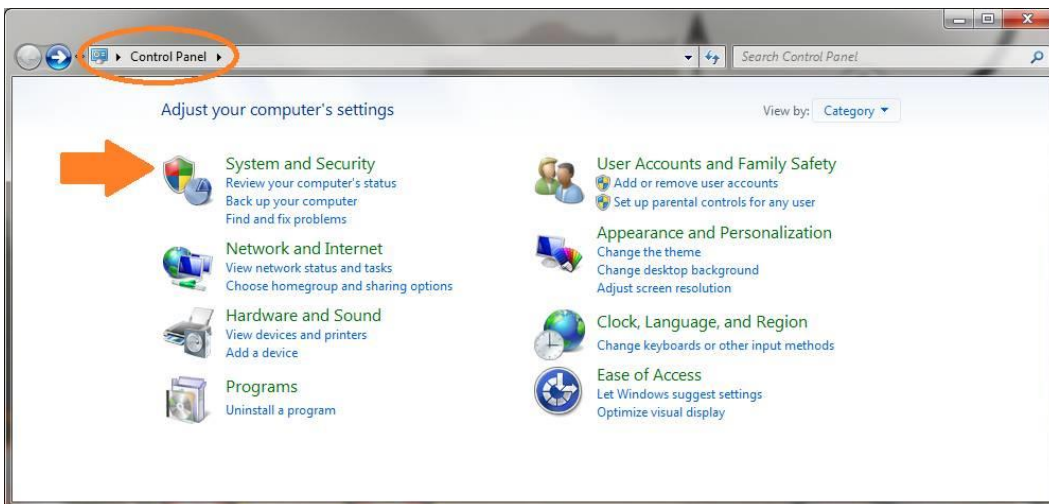 Control Panel
Search Control Panel
Adjust your computer's settings
View by: Category
System and Security
Review your computer's status
Back up your computer
Find and fix problems
Network and Internet
View network status and tasks
Choose homegroup and sharing options
Hardware and Sound
View devices and printers
Add a device
Programs
Uninstall a program
User Accounts and Family Safety
Add or remove user accounts
Set up parental controls for any user
Appearance and Personalization
Change the theme
Change desktop background
Adjust screen resolution
Clock, Language, and Region
Change keyboards or other input methods
Ease of Access
Let Windows suggest settings
Optimize visual display